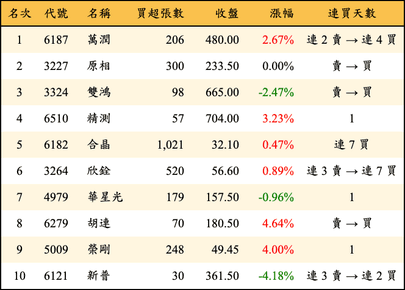 名次 代號 名稱 買超張數 收盤 漲幅 連買天數
1 6187 萬潤 206 480.00 2.67% 連 2 賣 → 連 4 買
2 3227 原相 300 233.50 0.00% 賣 → 買
3 3324 雙鴻 98 665.00 -2.47% 賣 → 買
4 6510 精測 57 704.00 3.23% 1
5 6182 合晶 1,021 32.10 0.47% 連 7 買
6 3264 欣銓 520 56.60 0.89% 連 3 賣 → 連 7 買
7 4979 華星光 179 157.50 -0.96% 1
8 6279 胡連 70 180.50 4.64% 賣 → 買
9 5009 榮剛 248 49.45 4.00% 1
10 6121 新普 30 361.50 -4.18% 連 3 賣 → 連 2 買